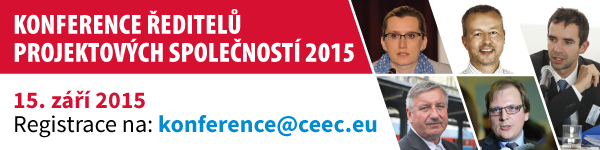 KONFERENCE ŘEDITELŮ
PROJEKTOVÝCH SPOLEČNOSTÍ 2015
15. září 2015
Registrace na: konference@ceec.eu